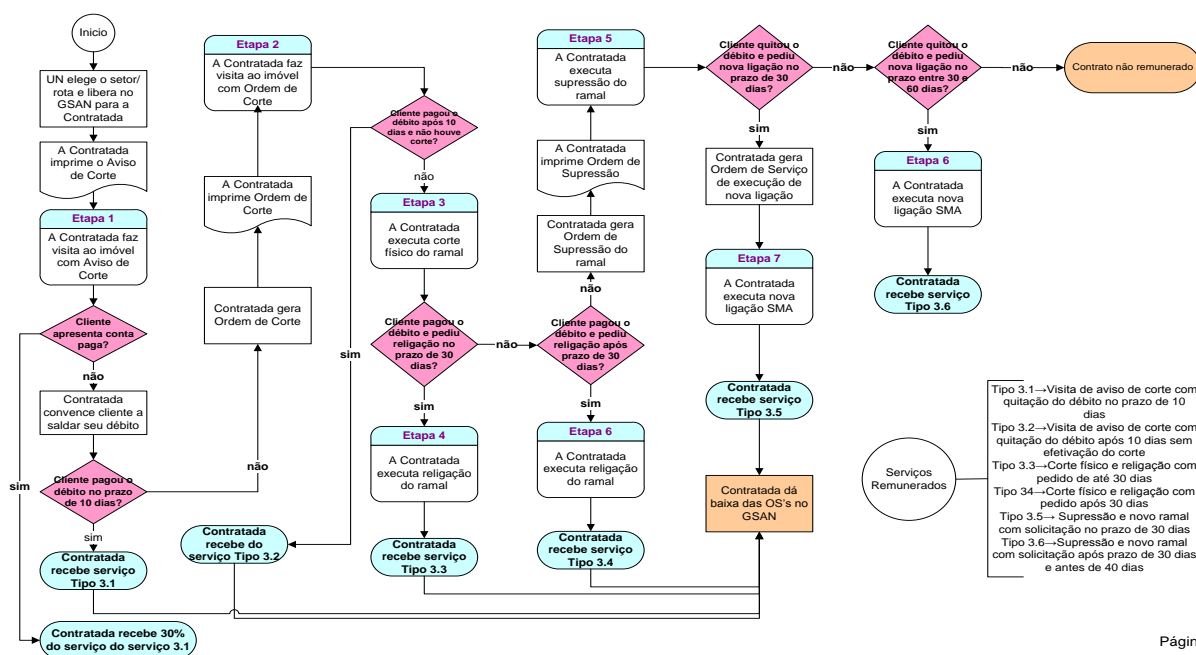 Inicio
UN elege o setor/
rota e libera no
GSAN para a
Contratada
A Contratada
imprime o Aviso
de Corte
Etapa 1
A Contratada faz
visita ao imóvel
com Aviso de
Corte
Cliente
apresenta conta
paga?
não
Contratada
convence cliente a
saldar seu débito
sim
Cliente pagou o
débito no prazo
de 10 dias?
não
sim
Contratada
recebe serviço
Tipo 3.1
Contratada recebe 30%
do serviço do serviço 3.1
Etapa 2
A Contratada faz
visita ao imóvel
com Ordem de
Corte
A Contratada
imprime Ordem de
Corte
Contratada gera
Ordem de Corte
Contratada
recebe do
serviço Tipo 3.2
Cliente pagou o
débito após 10
dias e não houve
corte?
sim
não
Etapa 3
A Contratada
executa corte
físico do ramal
Cliente pagou o
débito e pediu
religação no
prazo de 30
dias?
não
sim
Etapa 4
A Contratada
executa religação
do ramal
Contratada
recebe serviço
Tipo 3.3
Etapa 5
A Contratada
executa
supressão do
ramal
A Contratada
imprime Ordem de
Supressão
Contratada gera
Ordem de
Supressão do
ramal
não
Cliente pagou o
débito e pediu
religação após
prazo de 30
dias?
sim
Etapa 6
A Contratada
executa religação
do ramal
Contratada
recebe serviço
Tipo 3.4
Cliente quitou o
débito e pediu
nova ligação no
prazo de 30 dias?
não
sim
Contratada gera
Ordem de Serviço
de execução de
nova ligação
Etapa 7
A Contratada
executa nova
ligação SMA
Contratada
recebe serviço
Tipo 3.5
Contratada dá
baixa das OS's no
GSAN
Cliente quitou o
débito e pediu
nova ligação no
prazo entre 30 e
60 dias?
não
sim
Etapa 6
A Contratada
executa nova
ligação SMA
Contratada
recebe serviço
Tipo 3.6
Contrato não remunerado
Serviços
Remunerados
Tipo 3.1→Visita de aviso de corte com
quitação do débito no prazo de 10
dias
Tipo 3.2→Visita de aviso de corte com
quitação do débito após 10 dias sem
efetivação do corte
Tipo 3.3→Corte físico e religação com
pedido de até 30 dias
Tipo 34→Corte físico e religação com
pedido após 30 dias
Tipo 3.5→ Supressão e novo ramal
com solicitação no prazo de 30 dias
Tipo 3.6→Supressão e novo ramal
com solicitação após prazo de 30 dias
e antes de 40 dias
Págin